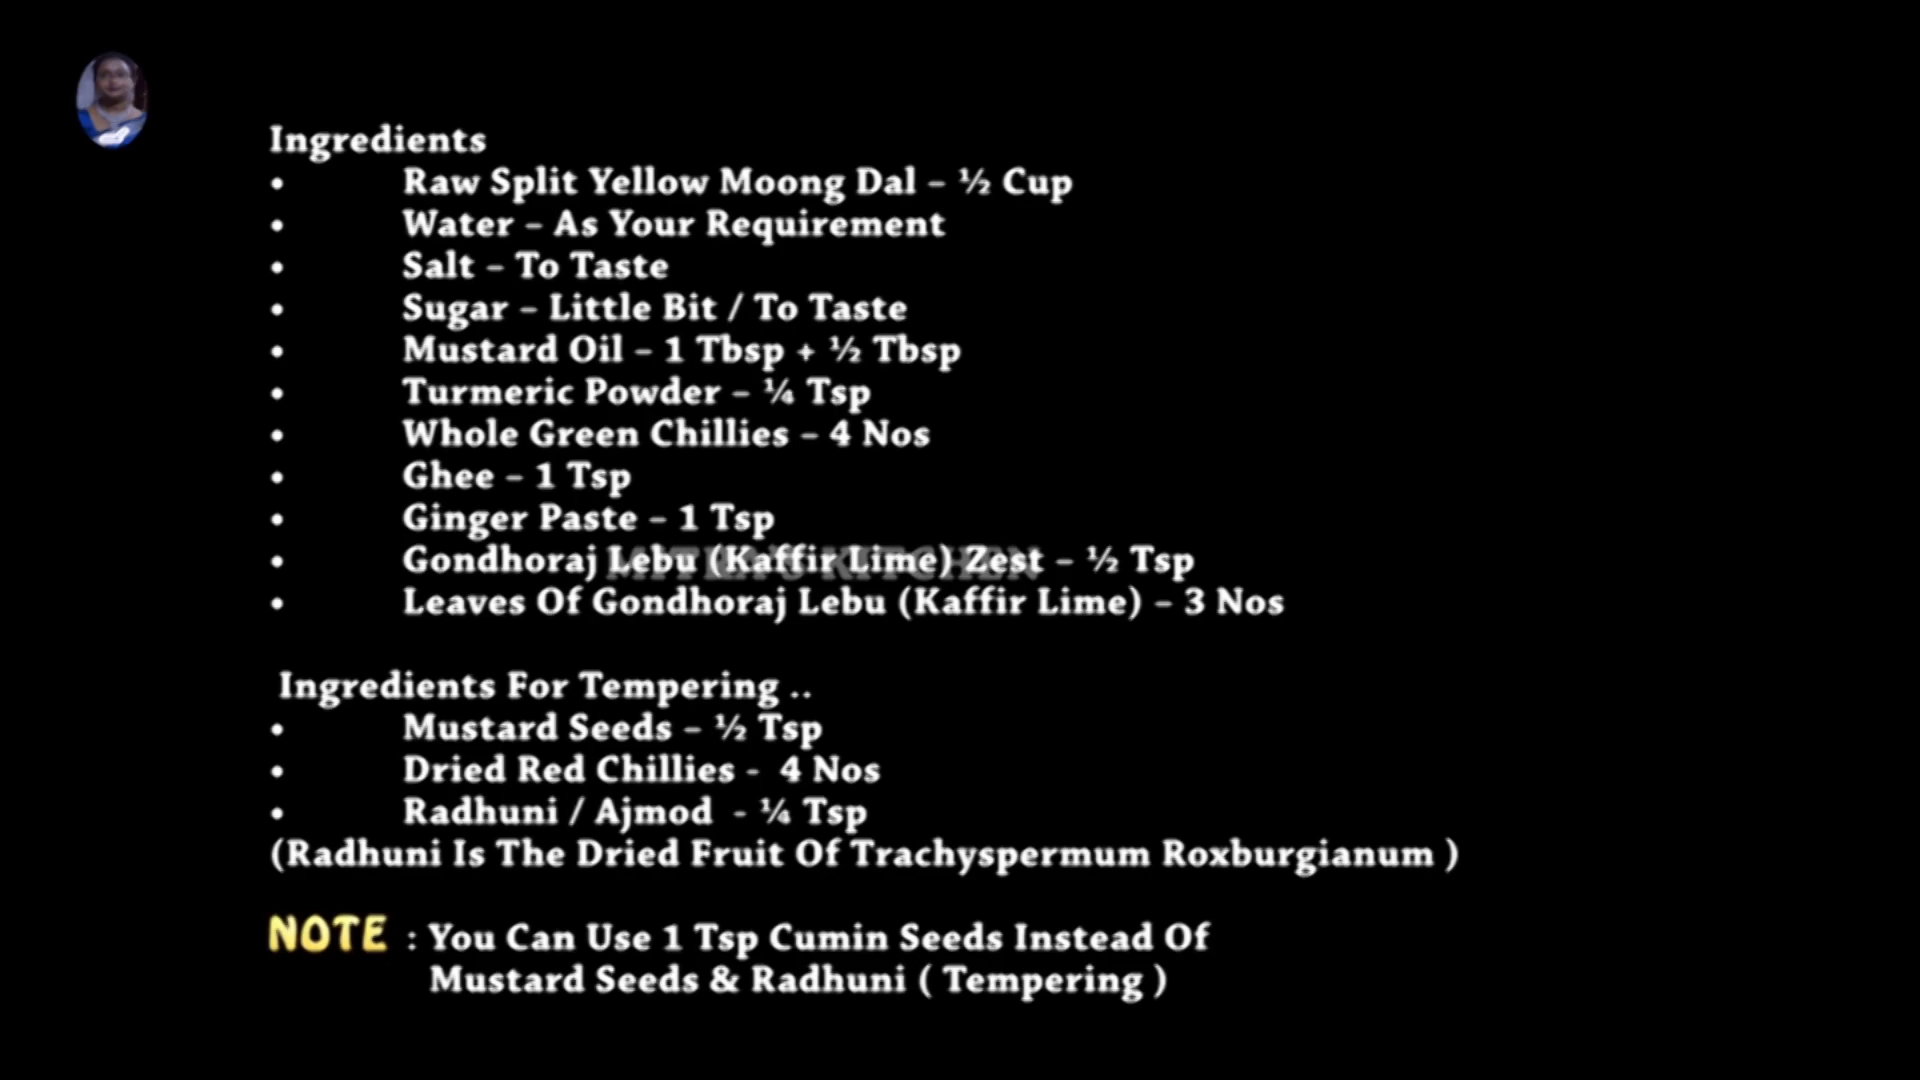 Ingredients
• Raw Split Yellow Moong Dal – ½ Cup
• Water – As Your Requirement
• Salt – To Taste
• Sugar – Little Bit / To Taste
• Mustard Oil – 1 Tbsp + ½ Tbsp
• Turmeric Powder – ¼ Tsp
• Whole Green Chillies – 4 Nos
• Ghee – 1 Tsp
• Ginger Paste – 1 Tsp
• Gondhoraj Lebu (Kaffir Lime) Zest – ½ Tsp
• Leaves Of Gondhoraj Lebu (Kaffir Lime) – 3 Nos
Ingredients For Tempering ..
• Mustard Seeds – ½ Tsp
• Dried Red Chillies - 4 Nos
• Radhuni / Ajmod - ¼ Tsp
(Radhuni Is The Dried Fruit Of Trachyspermum Roxburgianum )
NOTE : You Can Use 1 Tsp Cumin Seeds Instead Of
Mustard Seeds & Radhuni ( Tempering )